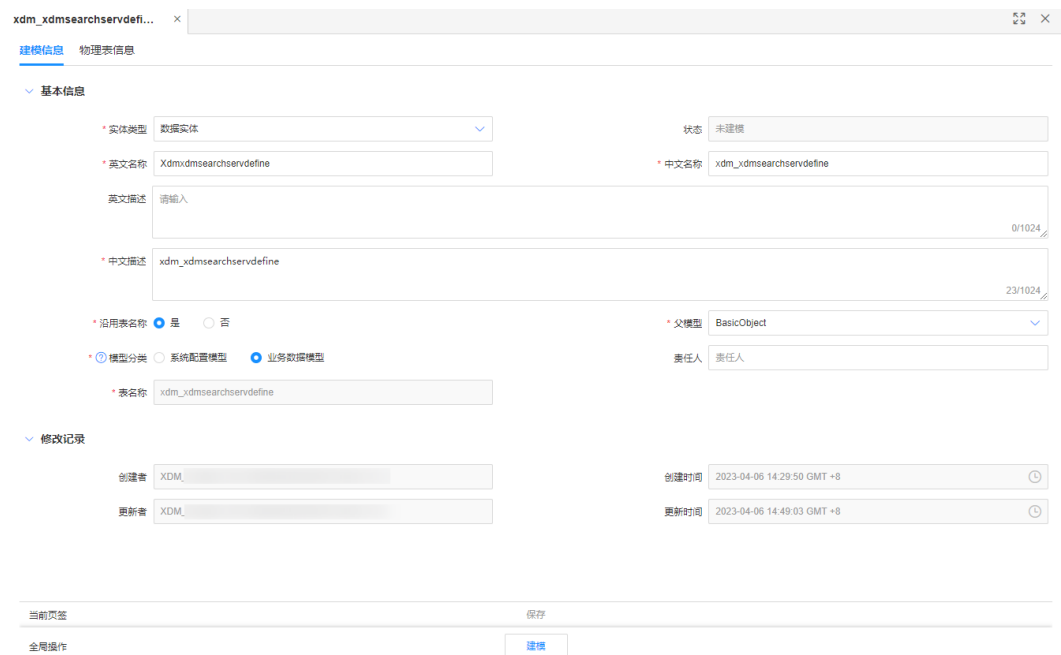 xdm_xdmsearchservdefi...
建模信息 物理表信息
基本信息
* 实体类型 数据实体 状态 未建模
* 英文名称 Xdmxdmsearchservdefine * 中文名称 xdm_xdmsearchservdefine
英文描述 请输入
0/1024
* 中文描述 xdm_xdmsearchservdefine
23/1024
* 沿用表名称 是 否 * 父模型 BasicObject
* 模型分类 系统配置模型 业务数据模型 责任人 责任人
* 表名称 xdm_xdmsearchservdefine
修改记录
创建者 XDM_ 创建时间 2023-04-06 14:29:50 GMT +8
更新者 XDM_ 更新时间 2023-04-06 14:49:03 GMT +8
当前页签 保存
全局操作 建模